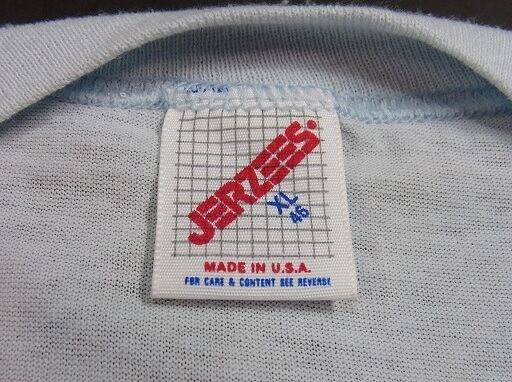 JERZEES®
XL
46
MADE IN U.S.A.
FOR CARE & CONTENT SEE REVERSE